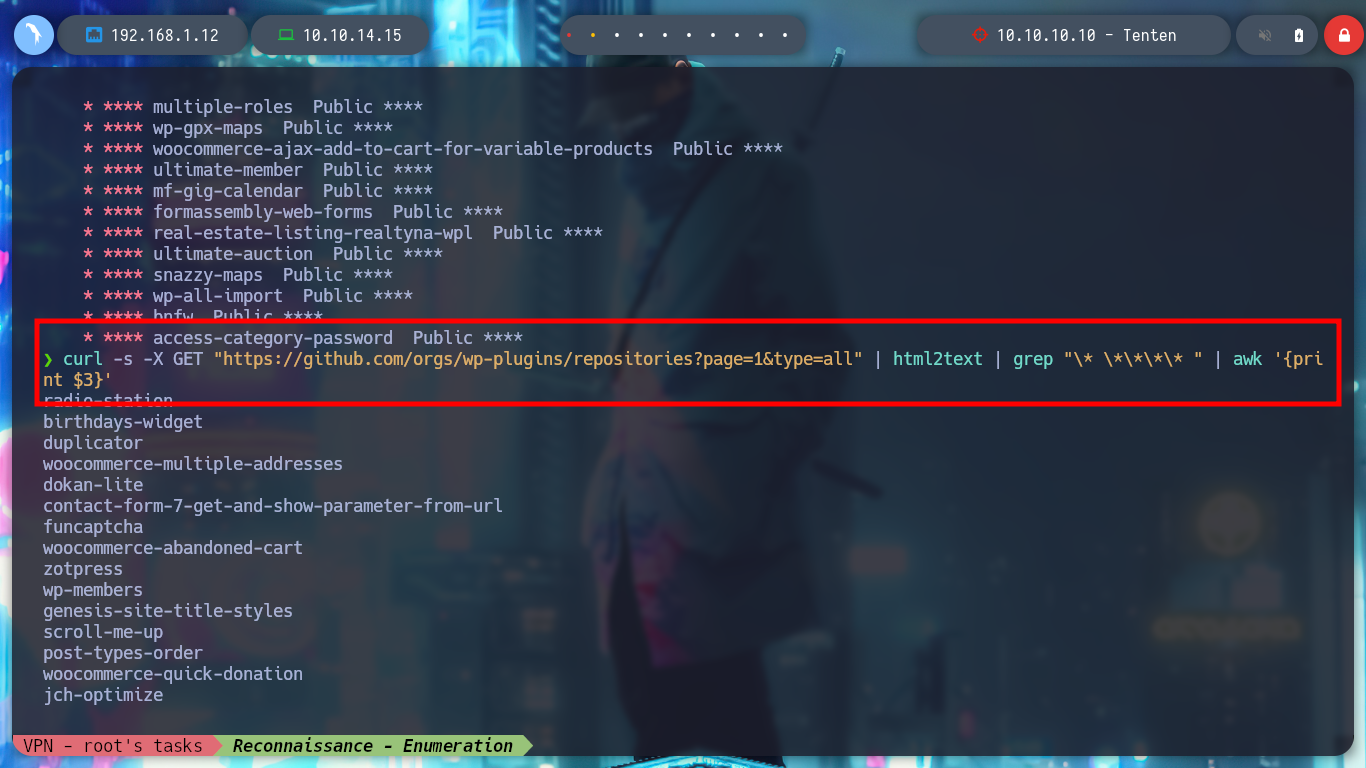 192.168.1.12 10.10.14.15 10.10.10.10 - Tenten
* **** multiple-roles Public ****
* **** wp-gpx-maps Public ****
* **** woocommerce-ajax-add-to-cart-for-variable-products Public ****
* **** ultimate-member Public ****
* **** mf-gig-calendar Public ****
* **** formassembly-web-forms Public ****
* **** real-estate-listing-realtyna-wpl Public ****
* **** ultimate-auction Public ****
* **** snazzy-maps Public ****
* **** wp-all-import Public ****
* **** bnfw Public ****
* **** access-category-password Public ****
❯ curl -s -X GET "https://github.com/orgs/wp-plugins/repositories?page=1&type=all" | html2text | grep "\* \*\*\*\* " | awk '{pri
nt $3}'
radio-station
birthdays-widget
duplicator
woocommerce-multiple-addresses
dokan-lite
contact-form-7-get-and-show-parameter-from-url
funcaptcha
woocommerce-abandoned-cart
zotpress
wp-members
genesis-site-title-styles
scroll-me-up
post-types-order
woocommerce-quick-donation
jch-optimize
VPN - root's tasks Reconnaissance - Enumeration